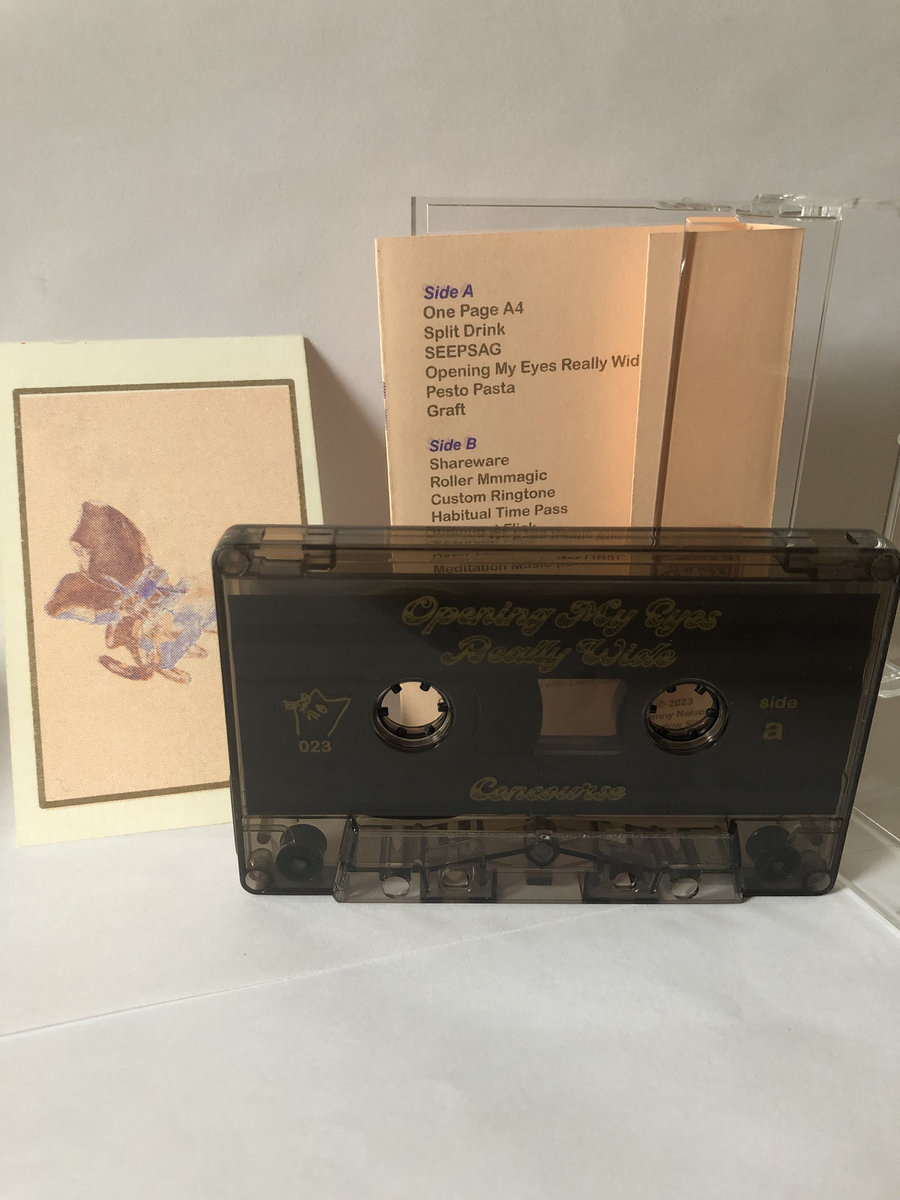 Side A
One Page A4
Split Drink
SEEPSAG
Opening My Eyes Really Wid
Pesto Pasta
Graft
Side B
Shareware
Roller Mmmagic
Custom Ringtone
Habitual Time Pass
Meditation Music
Opening My Eyes
Really Wide
023
side
a
2023
Concourse